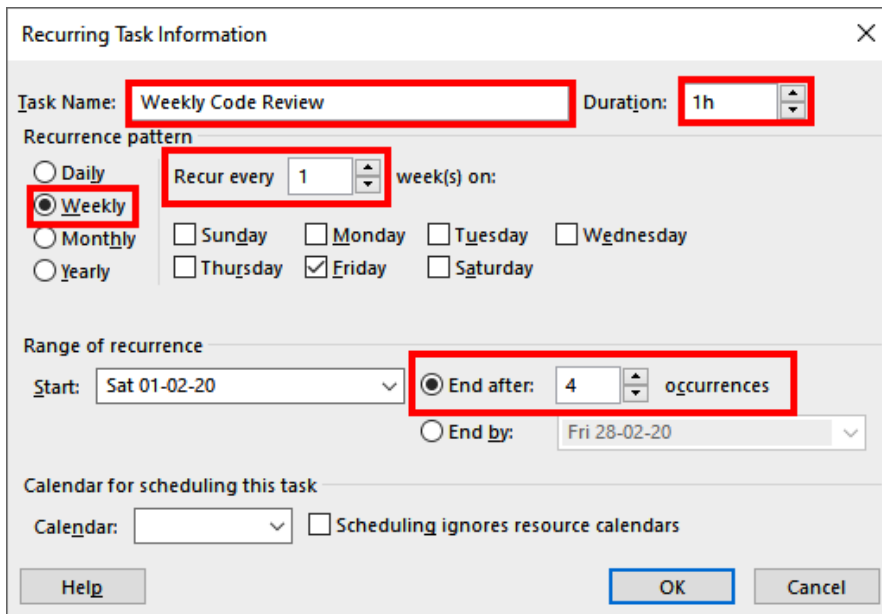 Recurring Task Information
Task Name: Weekly Code Review Duration: 1h
Recurrence pattern
Daily Recur every 1 week(s) on:
Weekly
Monthly Sunday Monday Tuesday Wednesday
Yearly Thursday Friday Saturday
Range of recurrence
Start: Sat 01-02-20 End after: 4 occurrences
End by: Fri 28-02-20
Calendar for scheduling this task
Calendar: Scheduling ignores resource calendars
Help OK Cancel